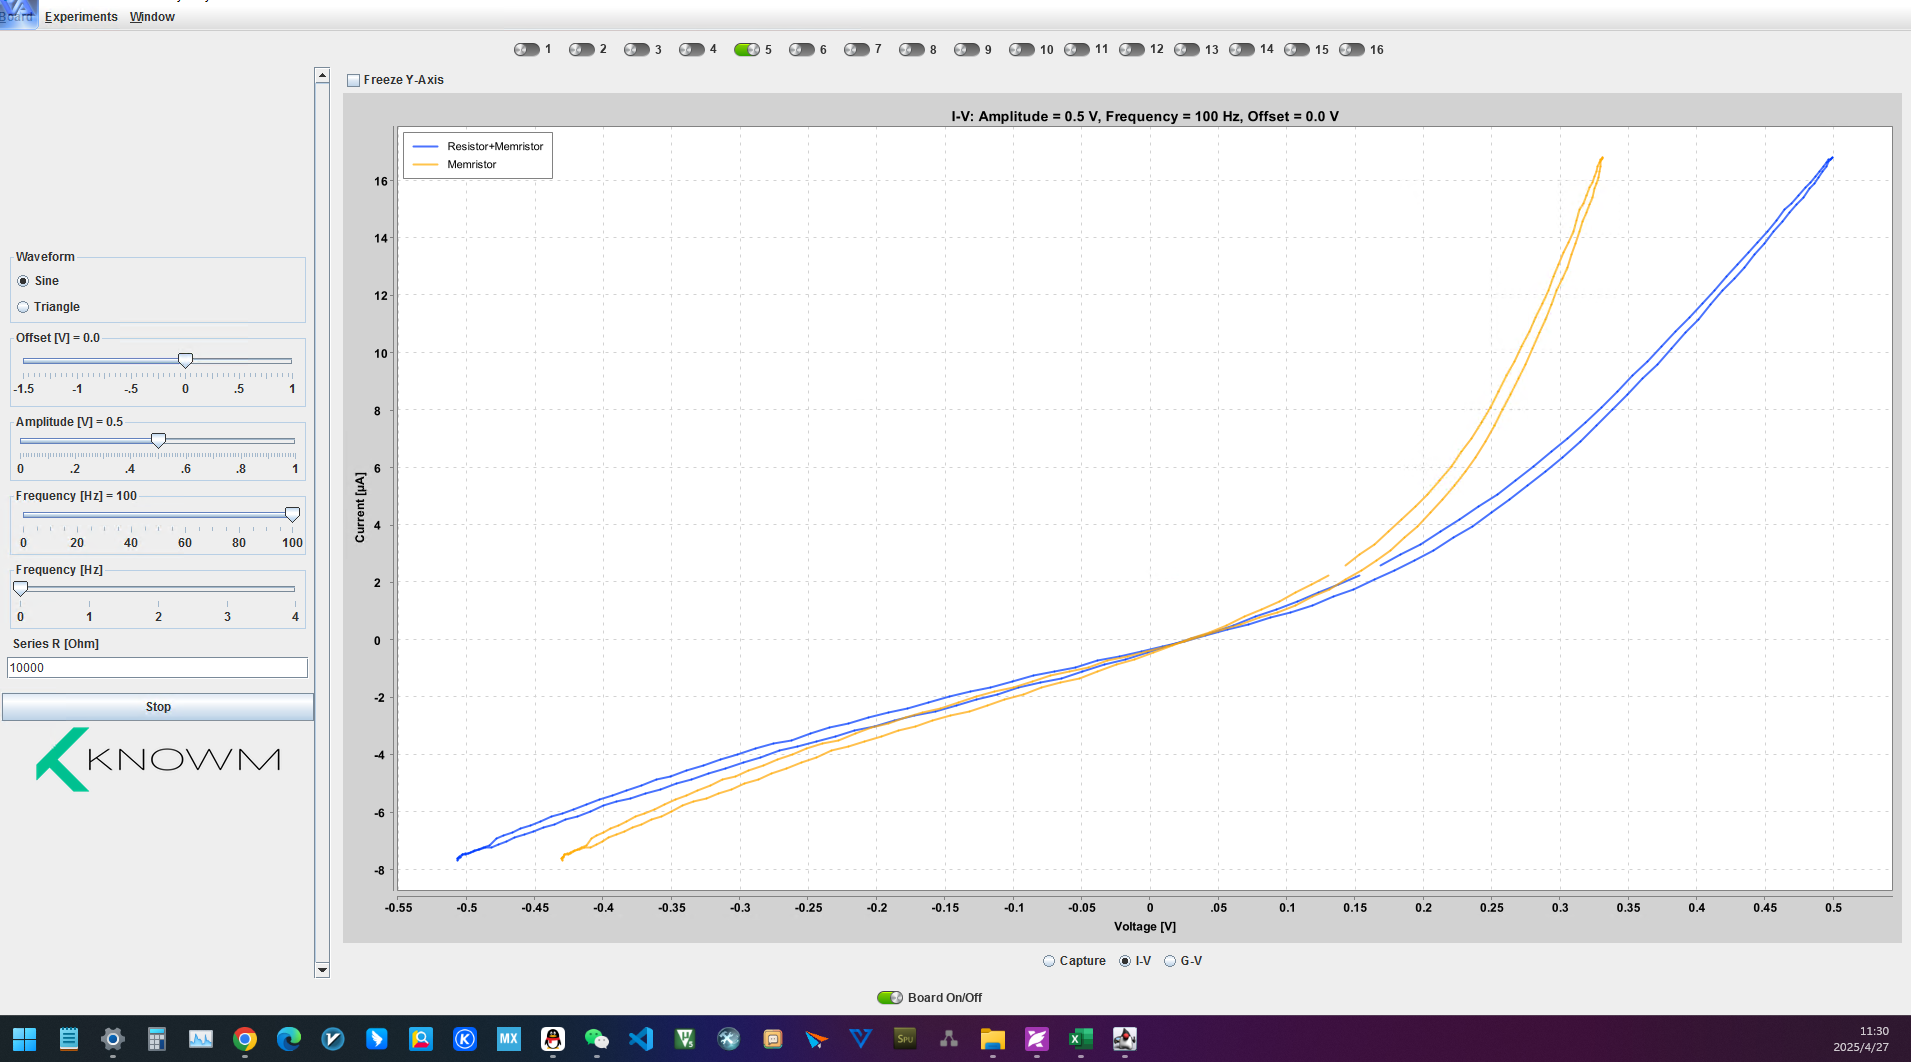 Board Experiments Window
1 2 3 4 5 6 7 8 9 10 11 12 13 14 15 16
Freeze Y-Axis
I-V: Amplitude = 0.5 V, Frequency = 100 Hz, Offset = 0.0 V
Resistor+Memristor
Memristor
16
14
12
10
8
6
4
2
0
-2
-4
-6
-8
Current [µA]
-0.55 -0.5 -0.45 -0.4 -0.35 -0.3 -0.25 -0.2 -0.15 -0.1 -0.05 0 .05 0.1 0.15 0.2 0.25 0.3 0.35 0.4 0.45 0.5
Voltage [V]
Waveform
Sine
Triangle
Offset [V] = 0.0
-1.5 -1 -.5 0 .5 1
Amplitude [V] = 0.5
0 .2 .4 .6 .8 1
Frequency [Hz] = 100
0 20 40 60 80 100
Frequency [Hz]
0 1 2 3 4
Series R [Ohm]
10000
Stop
KNOWM
Capture I-V G-V
Board On/Off
MX
SPU
11:30
2025/4/27